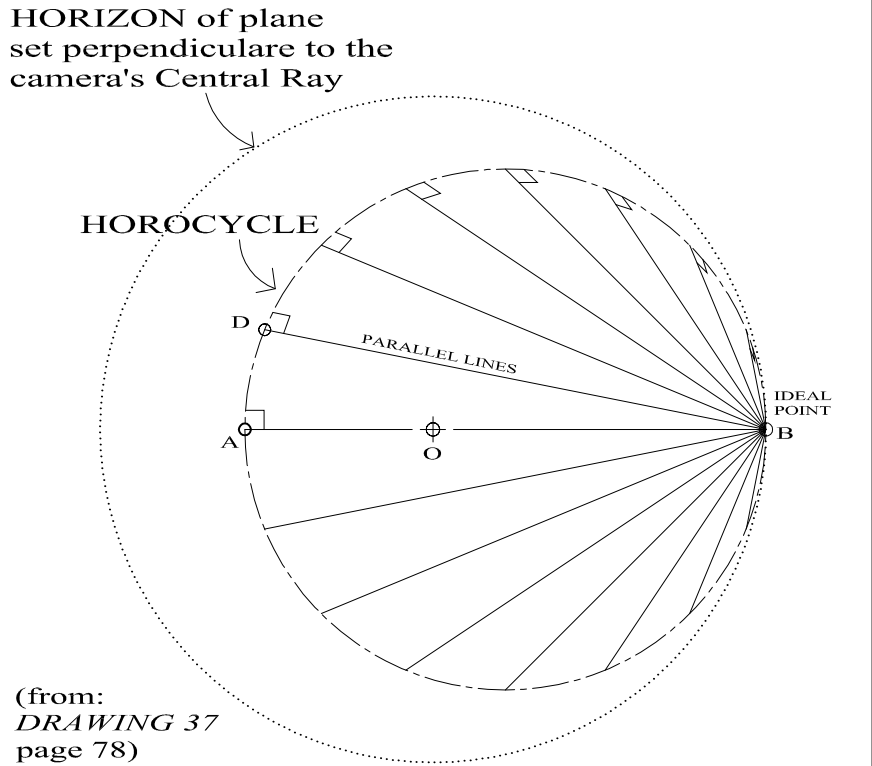 HORIZON of plane
set perpendiculare to the
camera's Central Ray
HOROCYCLE
D
PARALLEL LINES
IDEAL
POINT
A
O
B
(from:
DRAWING 37
page 78)